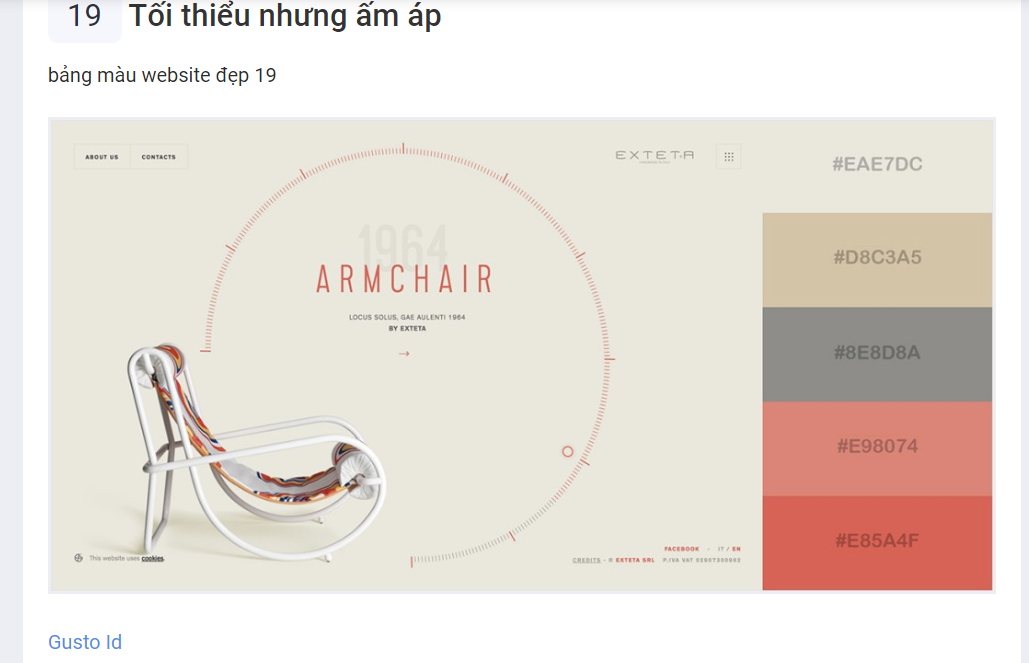 19 Tối thiểu nhưng ấm áp
bảng màu website đẹp 19
ABOUT US CONTACTS
EXTETA
#EAE7DC
1964
ARMCHAIR
LOCUS SOLUS, GAE AULENTI 1964
BY EXTETA
→
#D8C3A5
#8E8D8A
#E98074
#E85A4F
This website uses cookies.
FACEBOOK - IT / EN
CREDITS - © EXTETA SRL P.IVA VAT
Gusto Id